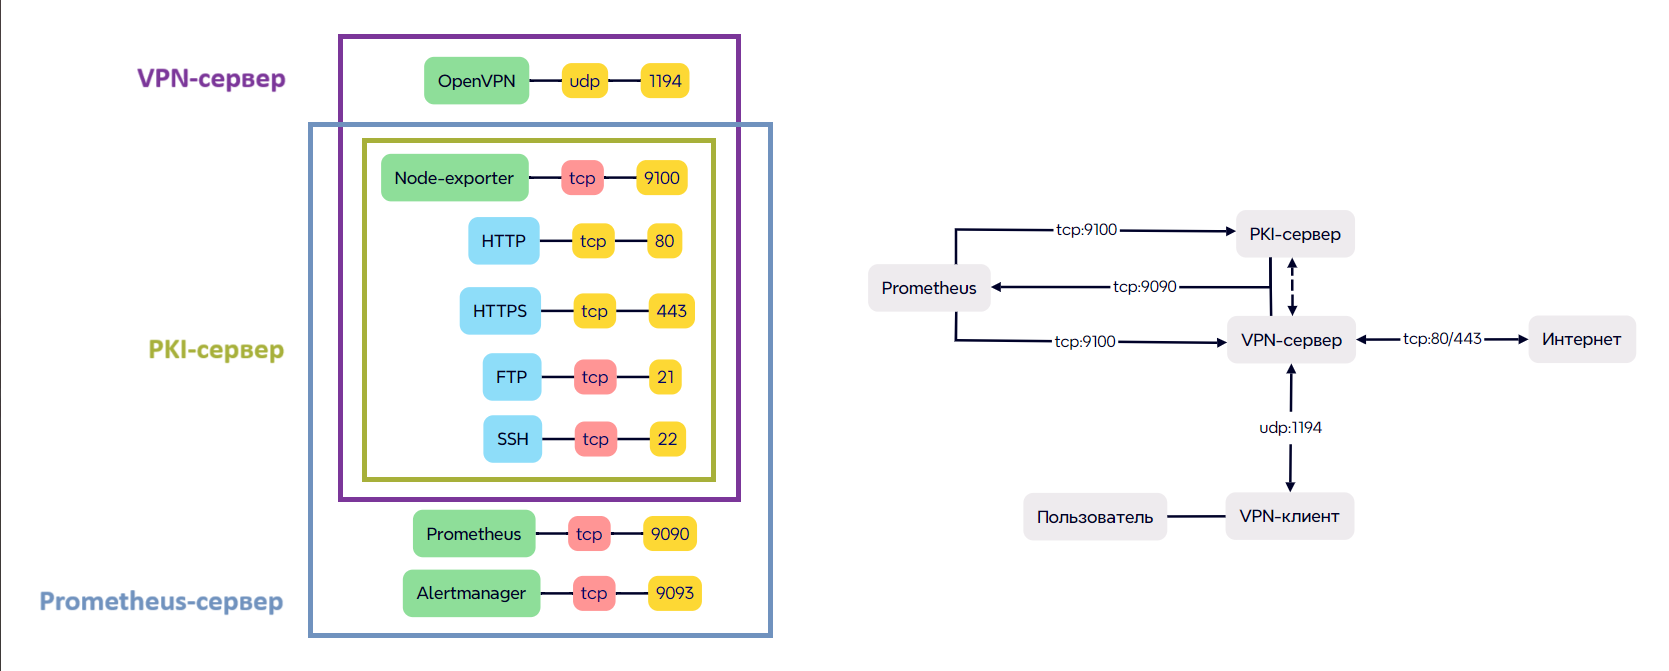 VPN-сервер
OpenVPN udp 1194
Node-exporter tcp 9100
HTTP tcp 80
HTTPS tcp 443
PKI-сервер
FTP tcp 21
SSH tcp 22
Prometheus tcp 9090
Alertmanager tcp 9093
Prometheus-сервер
tcp:9100
PKI-сервер
Prometheus
tcp:9090
tcp:9100
VPN-сервер
tcp:80/443
Интернет
udp:1194
Пользователь
VPN-клиент